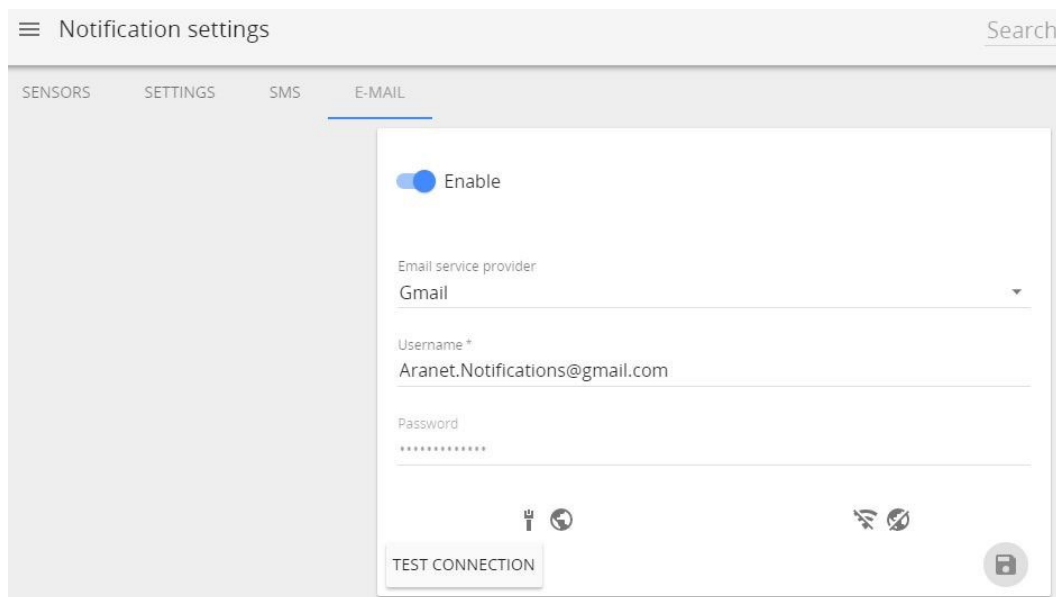 Notification settings
Search
SENSORS SETTINGS SMS E-MAIL
Enable
Email service provider
Gmail
Username *
Aranet.Notifications@gmail.com
Password
•••••••••••••
TEST CONNECTION